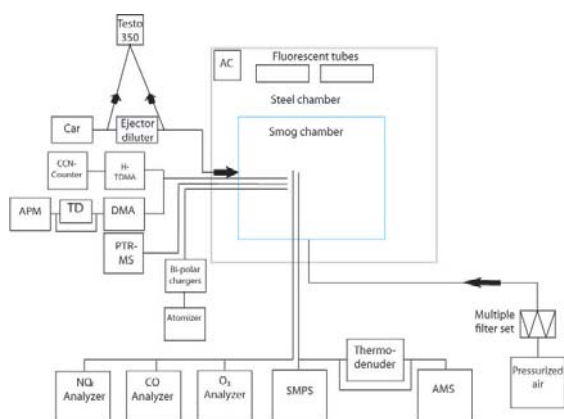 Testo
350
AC
Fluorescent tubes
Steel chamber
Smog chamber
Car
Ejector
diluter
CCN-
Counter
H-
TDMA
APM
TD
DMA
PTR-
MS
Bi-polar
chargers
Atomizer
Multiple
filter set
Pressurized
air
Thermo-
denuder
Analyzer
CO
Analyzer
O₃
Analyzer
SMPS
AMS